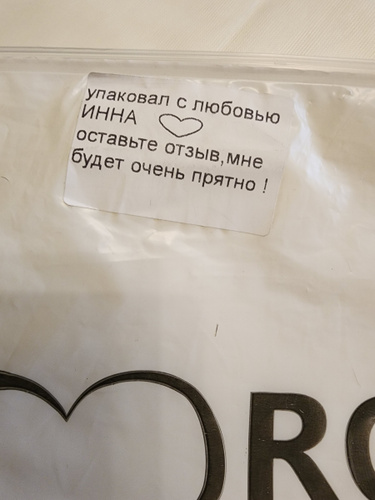 упаковал с любовью
ИННА
оставьте отзыв,мне
будет очень прятно !